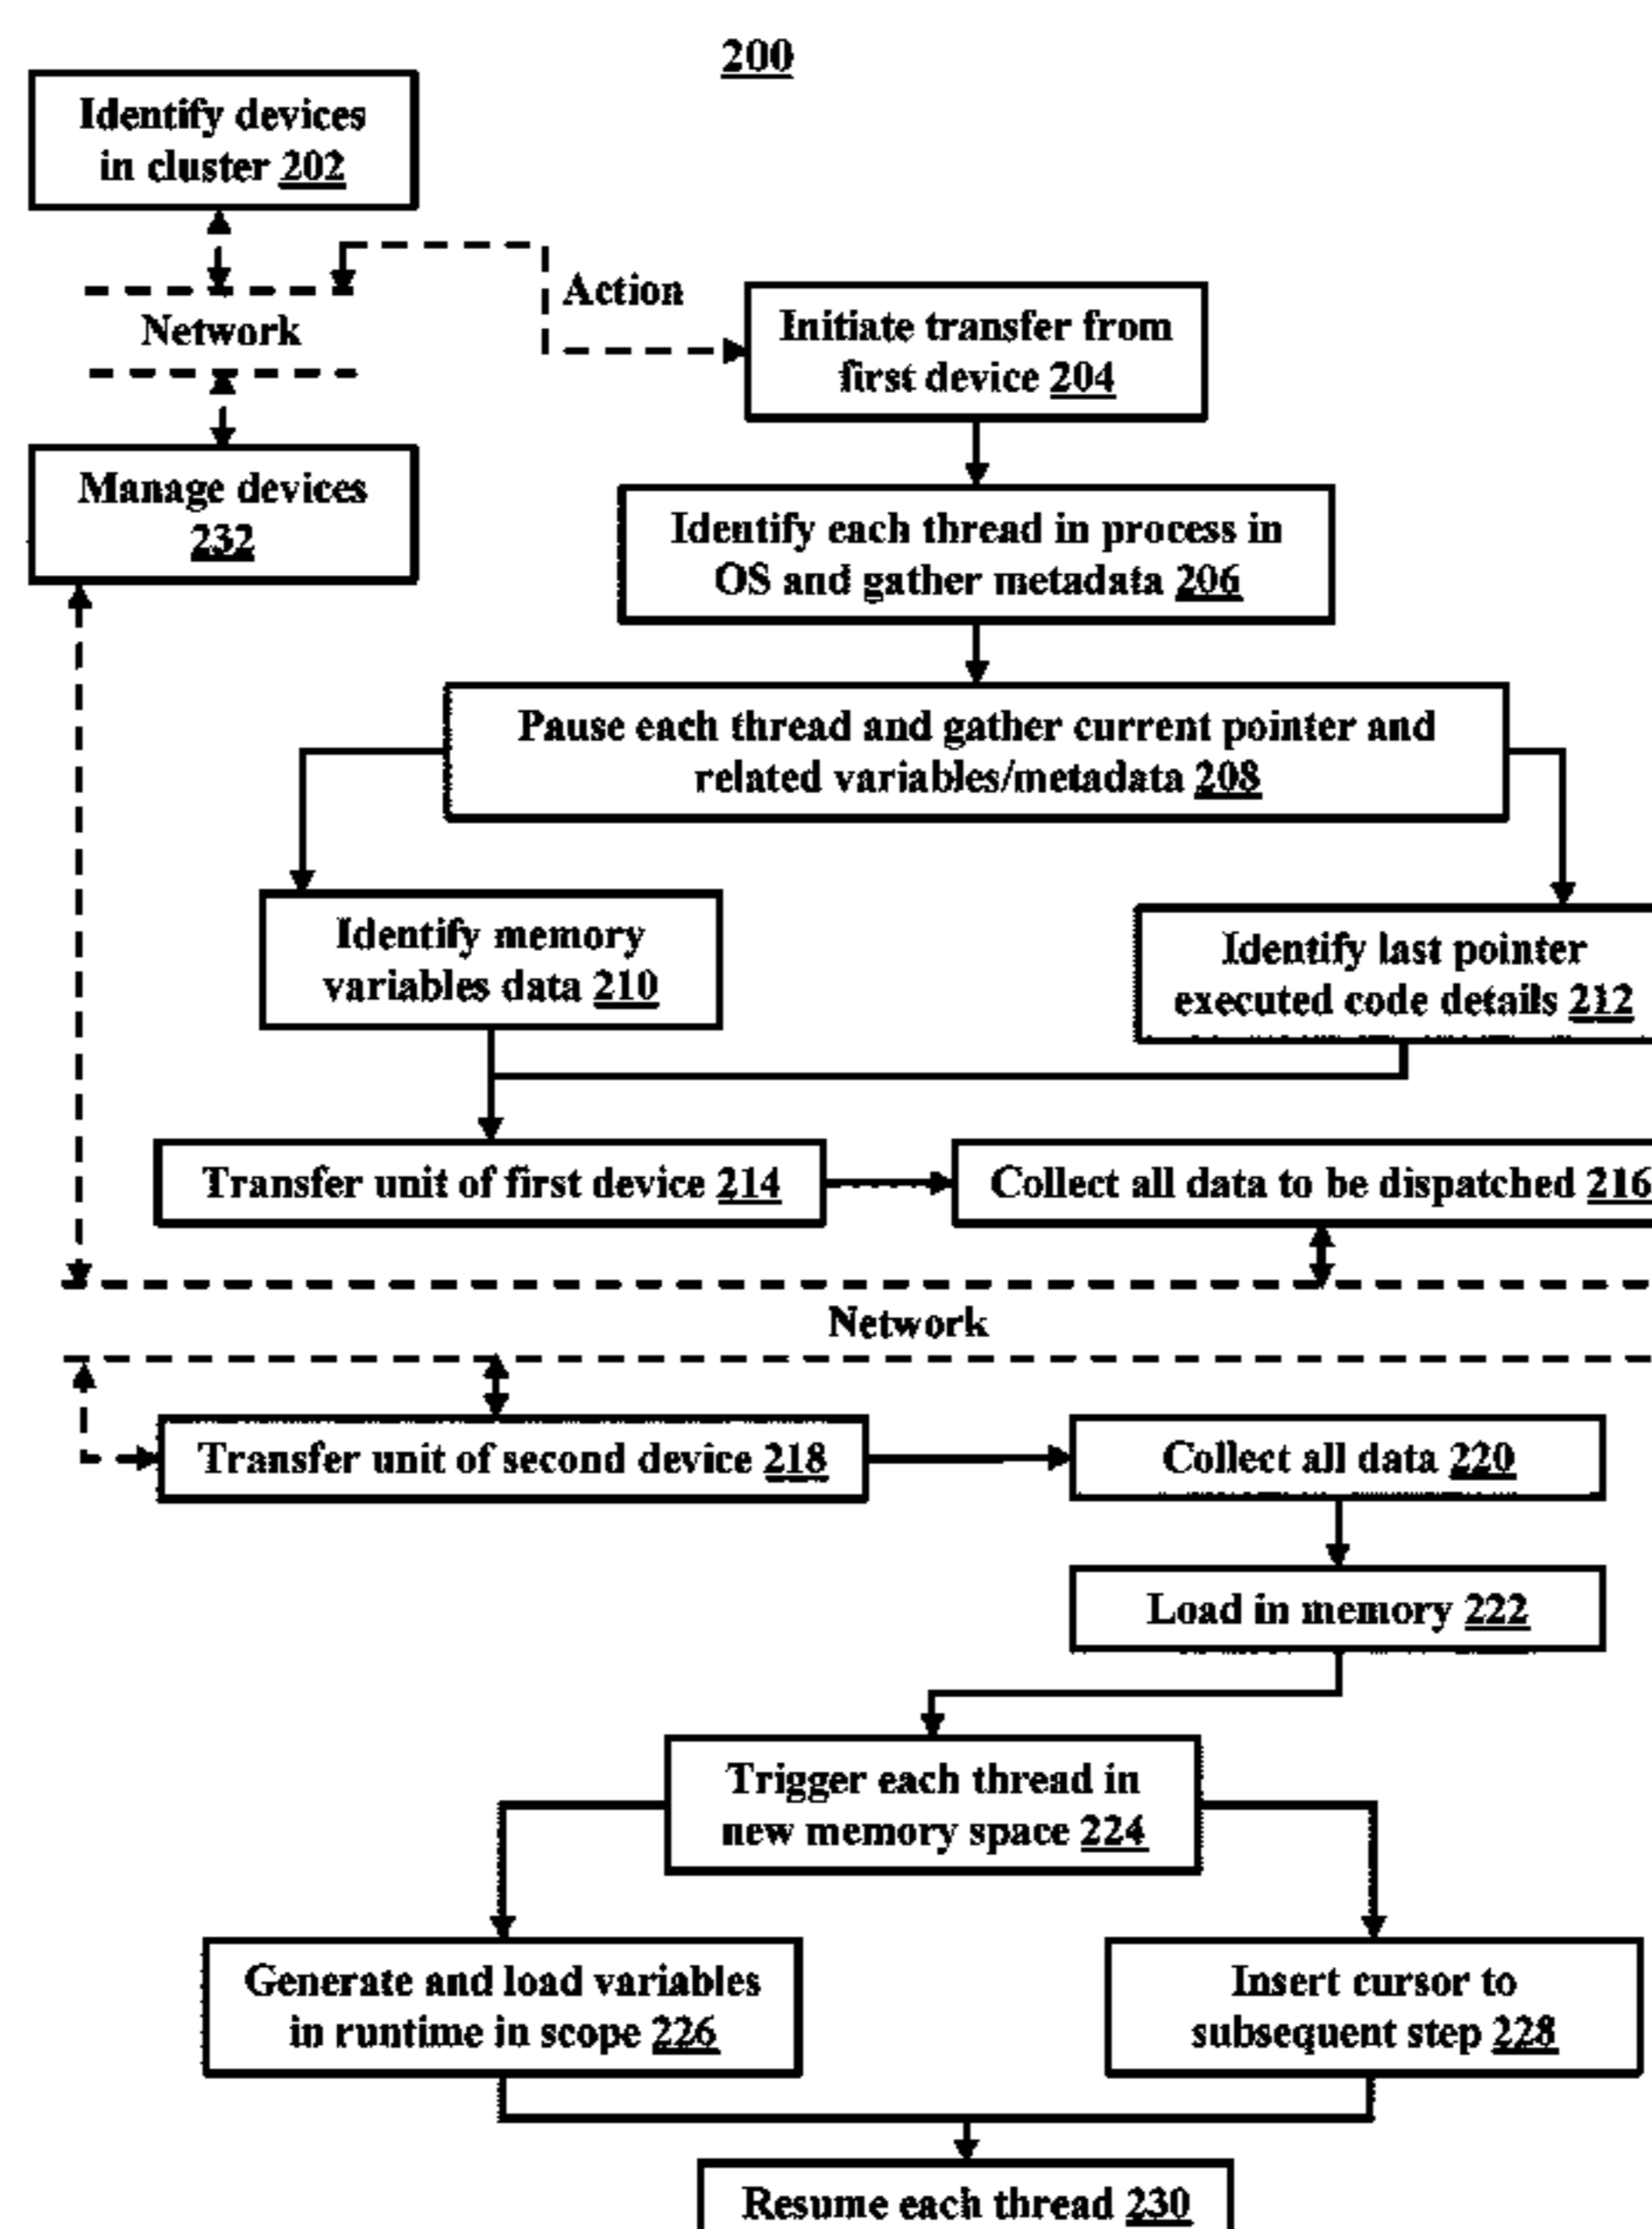 200
Identify devices
in cluster 202
Network
Action
Initiate transfer from
first device 204
Manage devices
232
Identify each thread in process in
OS and gather metadata 206
Pause each thread and gather current pointer and
related variables/metadata 208
Identify memory
variables data 210
Identify last pointer
executed code details 212
Transfer unit of first device 214
Collect all data to be dispatched 216
Network
Transfer unit of second device 218
Collect all data 220
Load in memory 222
Trigger each thread in
new memory space 224
Generate and load variables
in runtime in scope 226
Insert cursor to
subsequent step 228
Resume each thread 230